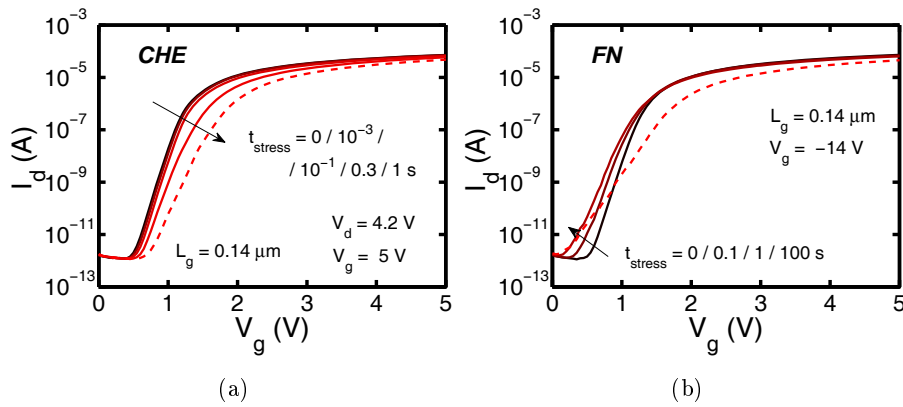 CHE
t_stress = 0 / 10^-3 /
/ 10^-1 / 0.3 / 1 s
V_d = 4.2 V
V_g = 5 V
L_g = 0.14 μm
10^-3
10^-5
10^-7
10^-9
10^-11
10^-13
I_d (A)
0 1 2 3 4 5
V_g (V)
(a)
FN
L_g = 0.14 μm
V_g = −14 V
t_stress = 0 / 0.1 / 1 / 100 s
10^-3
10^-5
10^-7
10^-9
10^-11
10^-13
I_d (A)
0 1 2 3 4 5
V_g (V)
(b)